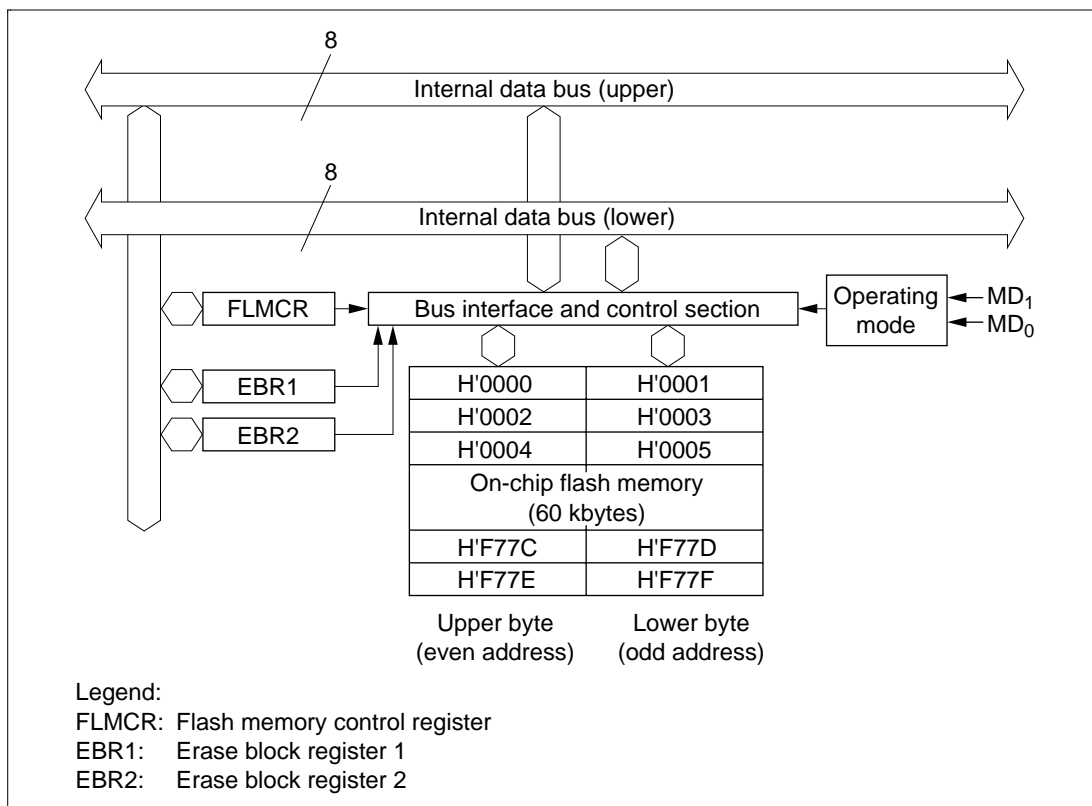 8
Internal data bus (upper)
8
Internal data bus (lower)
FLMCR
Bus interface and control section
Operating
mode
MD1
MD0
EBR1
EBR2
H'0000 H'0001
H'0002 H'0003
H'0004 H'0005
On-chip flash memory
(60 kbytes)
H'F77C H'F77D
H'F77E H'F77F
Upper byte
(even address)
Lower byte
(odd address)
Legend:
FLMCR: Flash memory control register
EBR1: Erase block register 1
EBR2: Erase block register 2